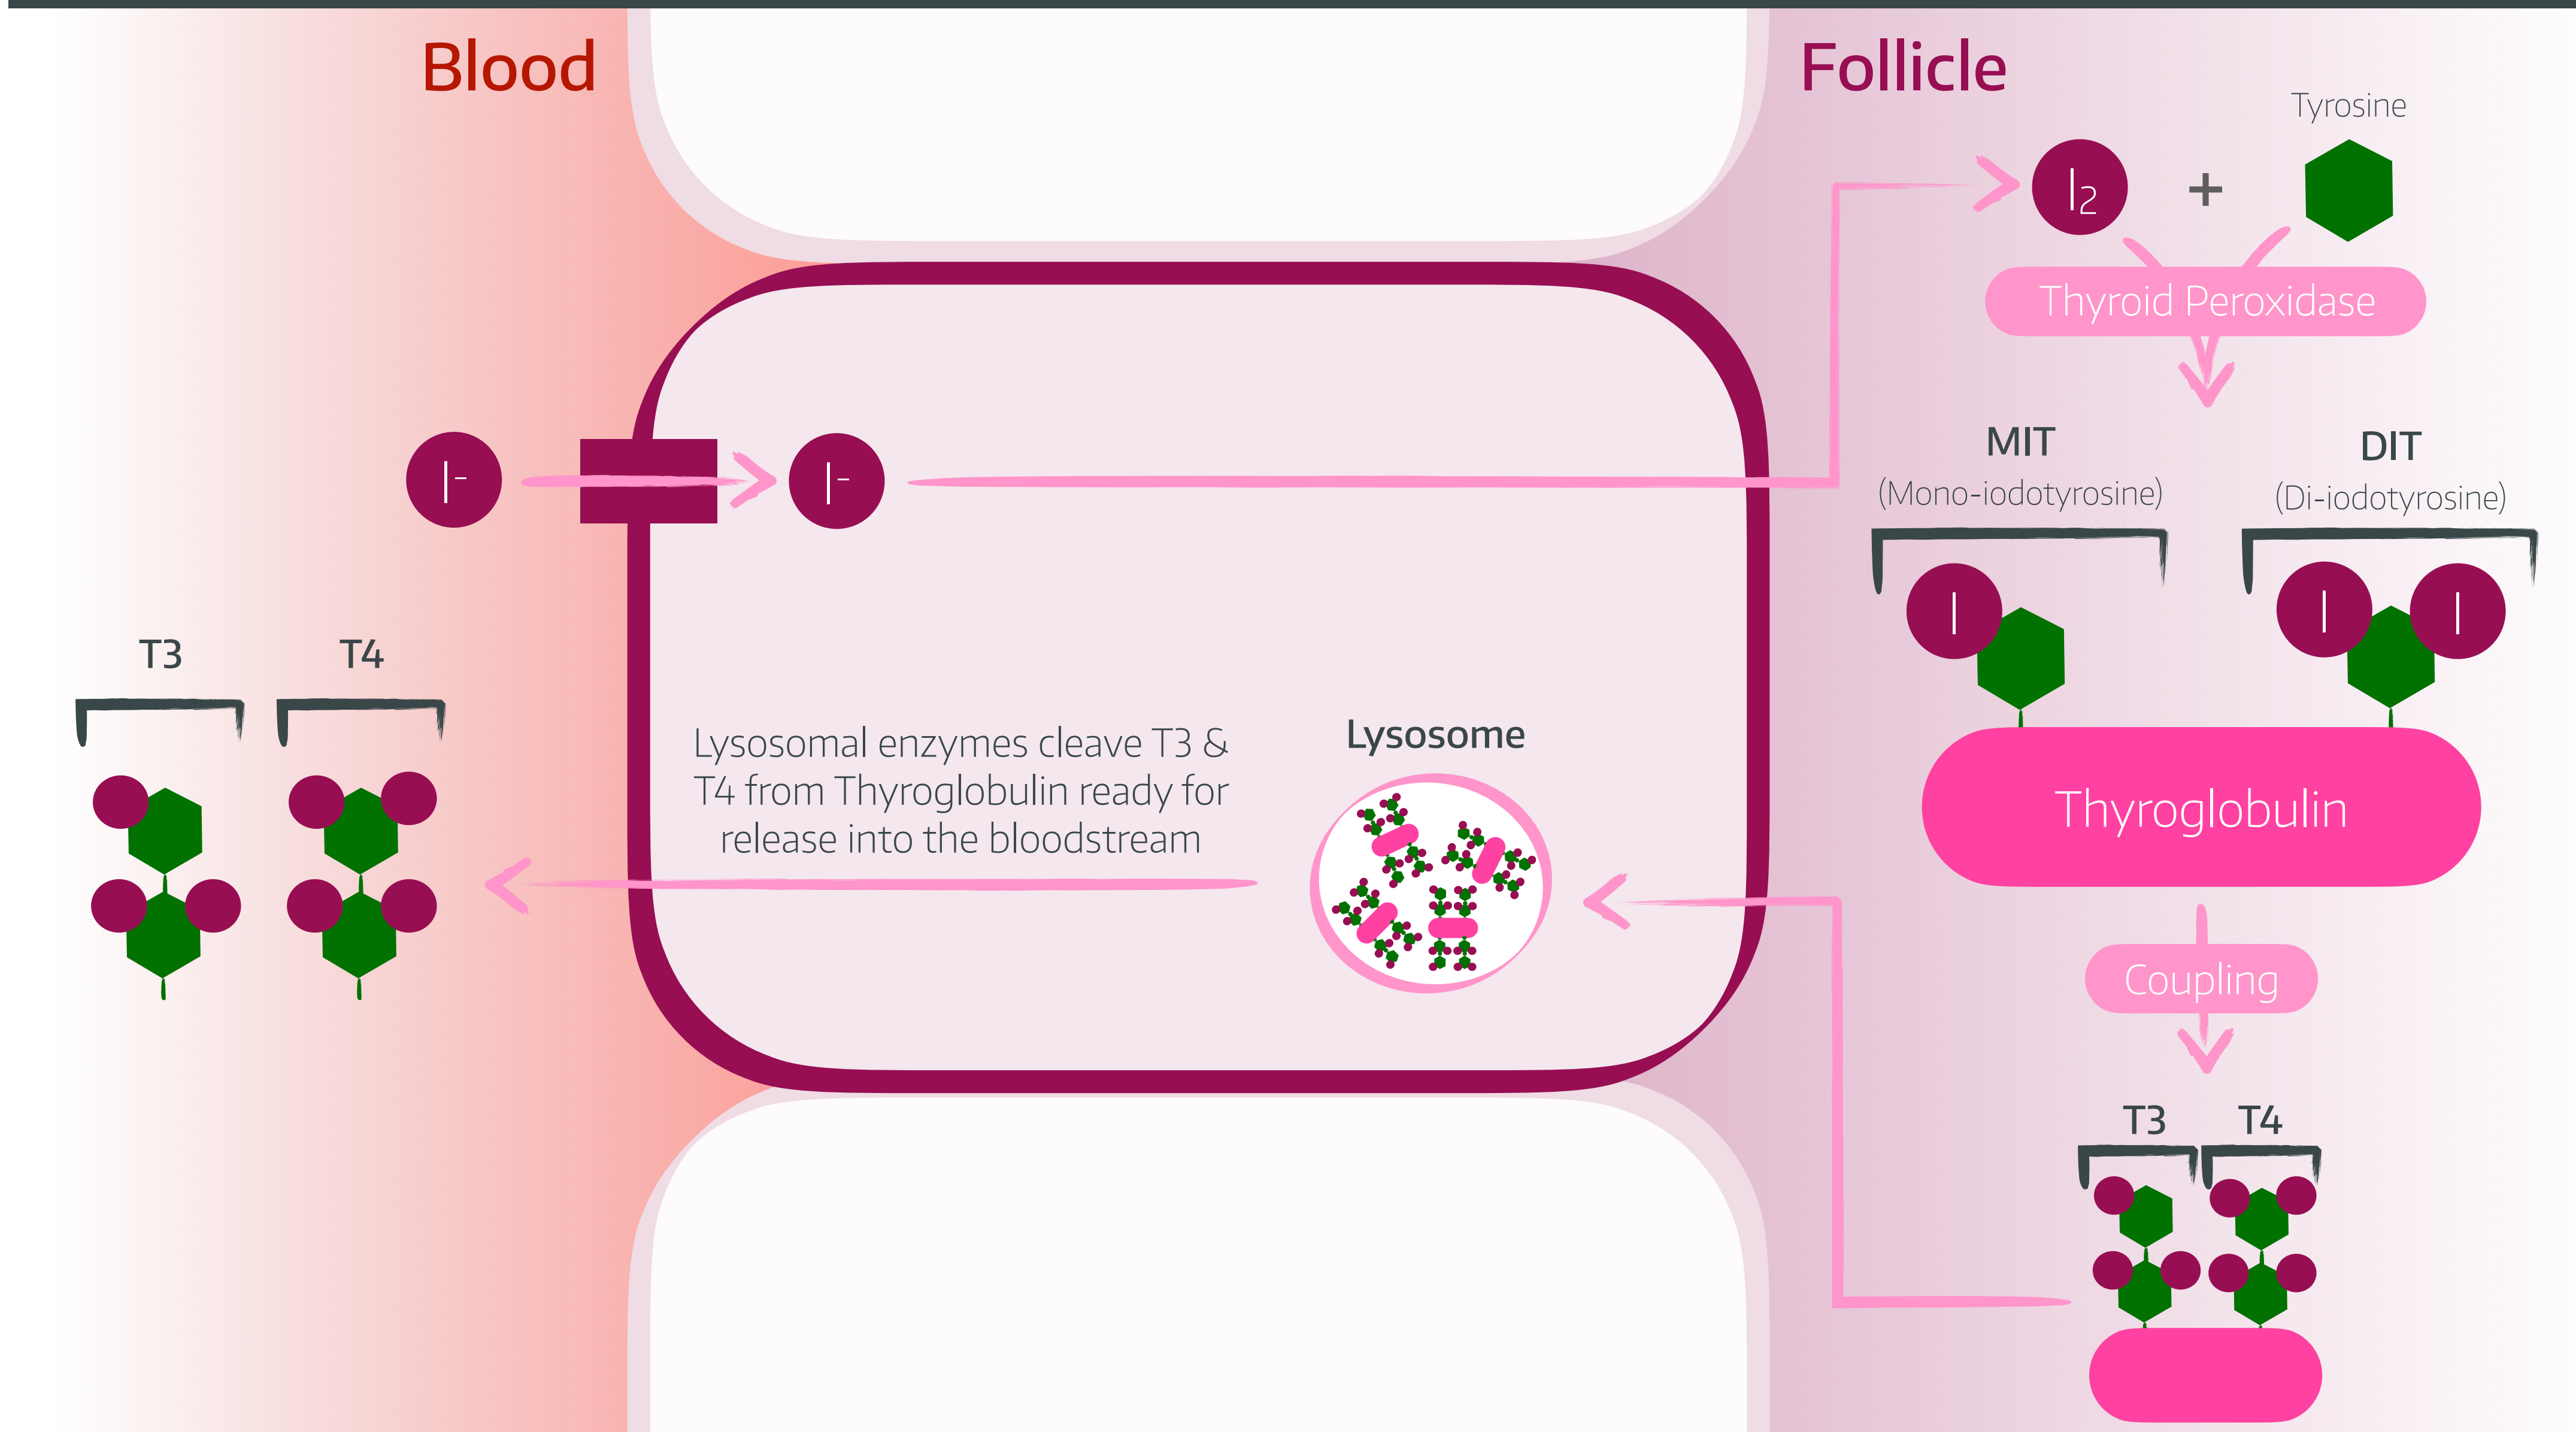 Blood
Follicle
Tyrosine
I2
+
Thyroid Peroxidase
MIT
(Mono-iodotyrosine)
DIT
(Di-iodotyrosine)
I-
I-
I
I
I
Thyroglobulin
T3
T4
Lysosomal enzymes cleave T3 &
T4 from Thyroglobulin ready for
release into the bloodstream
Lysosome
Coupling
T3
T4